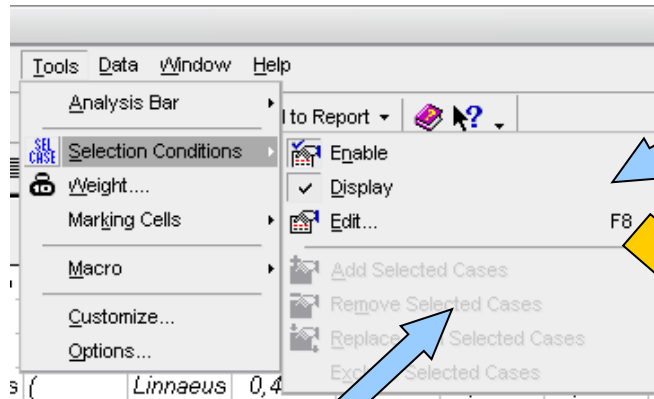 Tools Data Window Help
Analysis Bar
to Report
SEL CASE Selection Conditions
Weight....
Marking Cells
Macro
Customize...
Options...
Enable
Display
Edit... F8
Add Selected Cases
Remove Selected Cases
Replace Selected Cases
Selected Cases
s ( Linnaeus 0,4